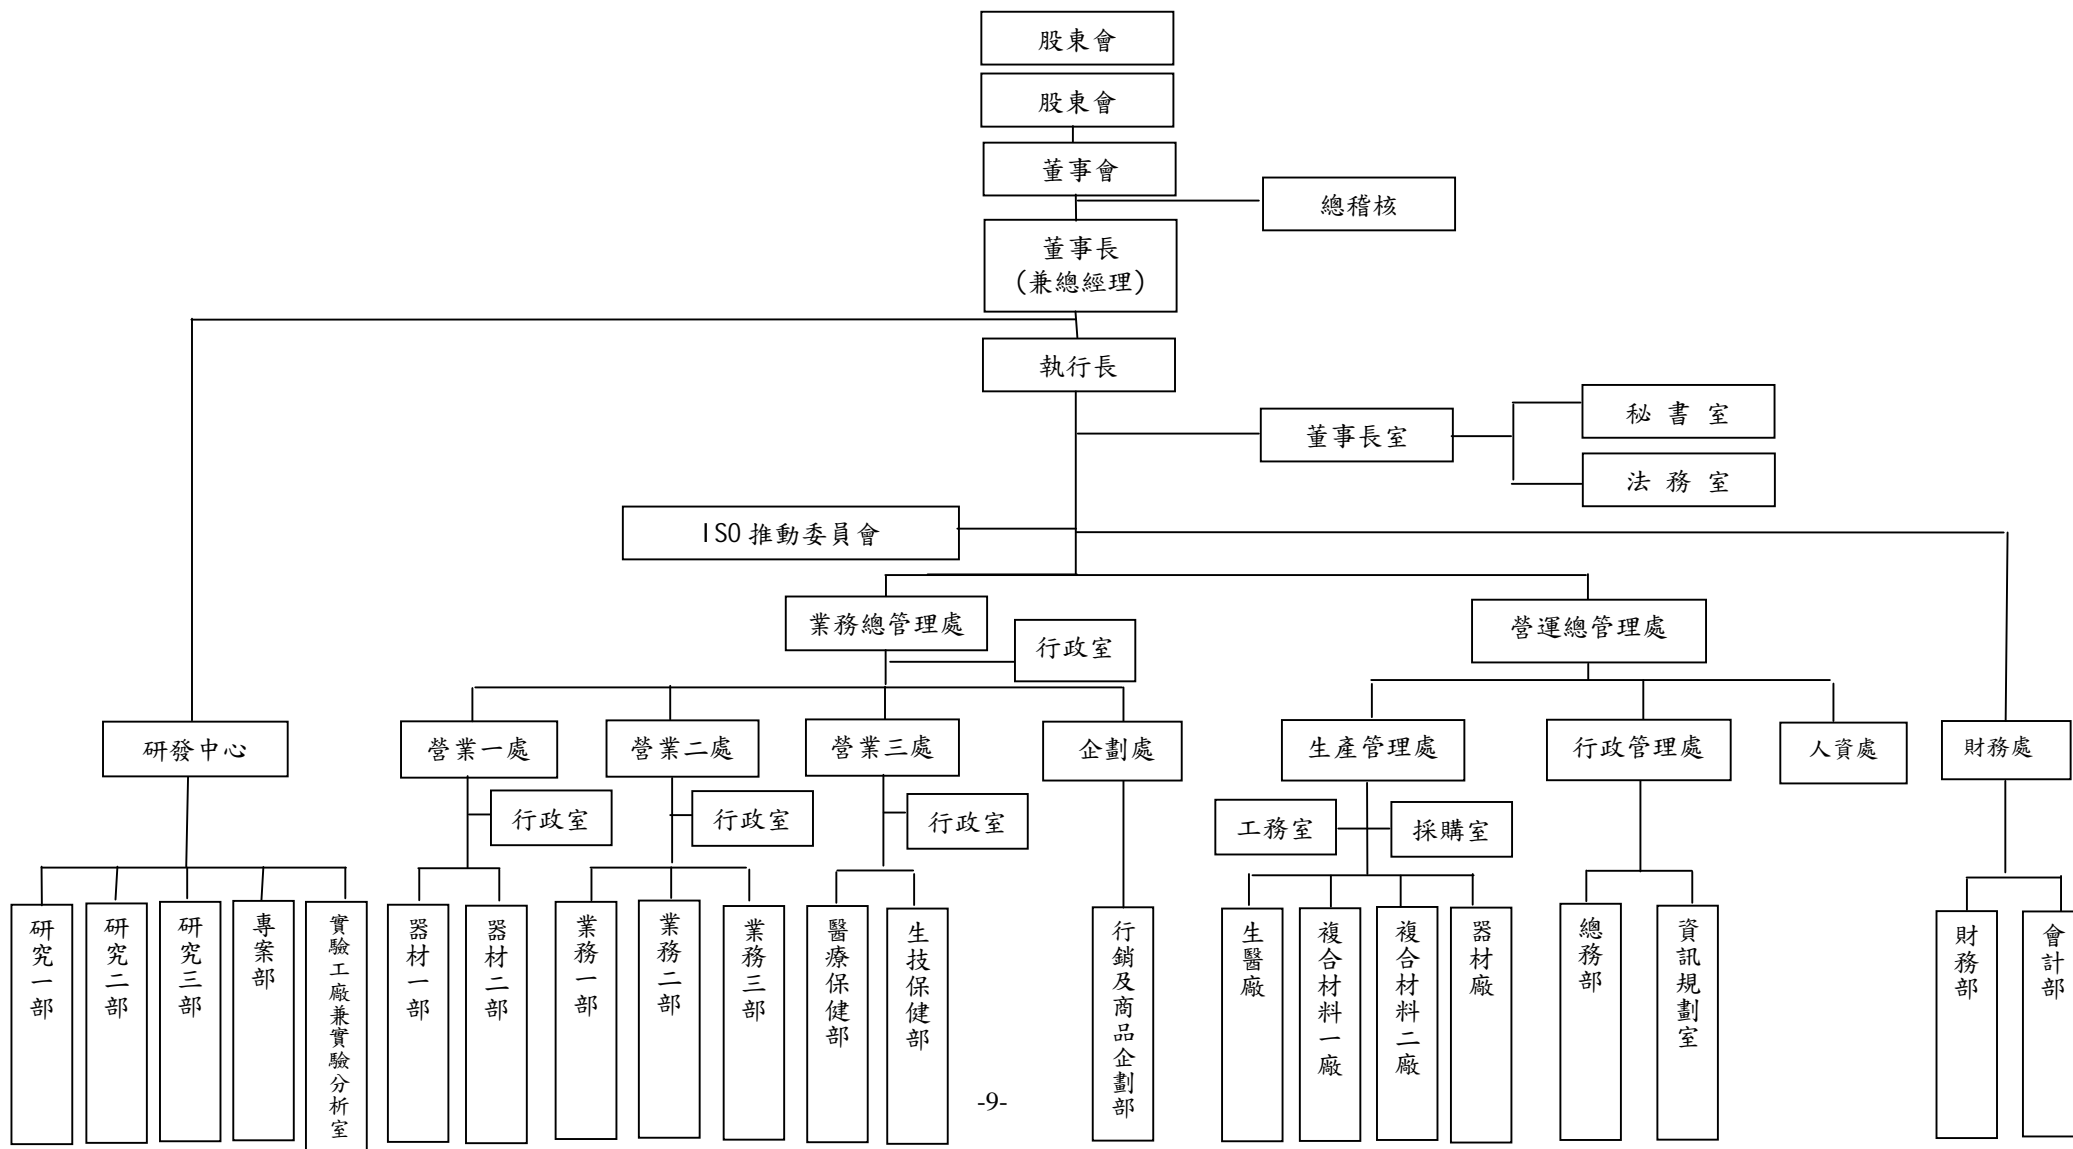 股東會
股東會
董事會
總稽核
董事長
(兼總經理)
執行長
秘 書 室
董事長室
法 務 室
ISO 推動委員會
業務總管理處
營運總管理處
行政室
研發中心
營業一處
營業二處
營業三處
企劃處
生產管理處
行政管理處
人資處
財務處
行政室
行政室
行政室
工務室
採購室
研究一部
研究二部
研究三部
專案部
實驗工廠兼實驗分析室
器材一部
器材二部
業務一部
業務二部
業務三部
醫療保健部
生技保健部
行銷及商品企劃部
生醫廠
複合材料一廠
複合材料二廠
器材廠
總務部
資訊規劃室
財務部
會計部
-9-